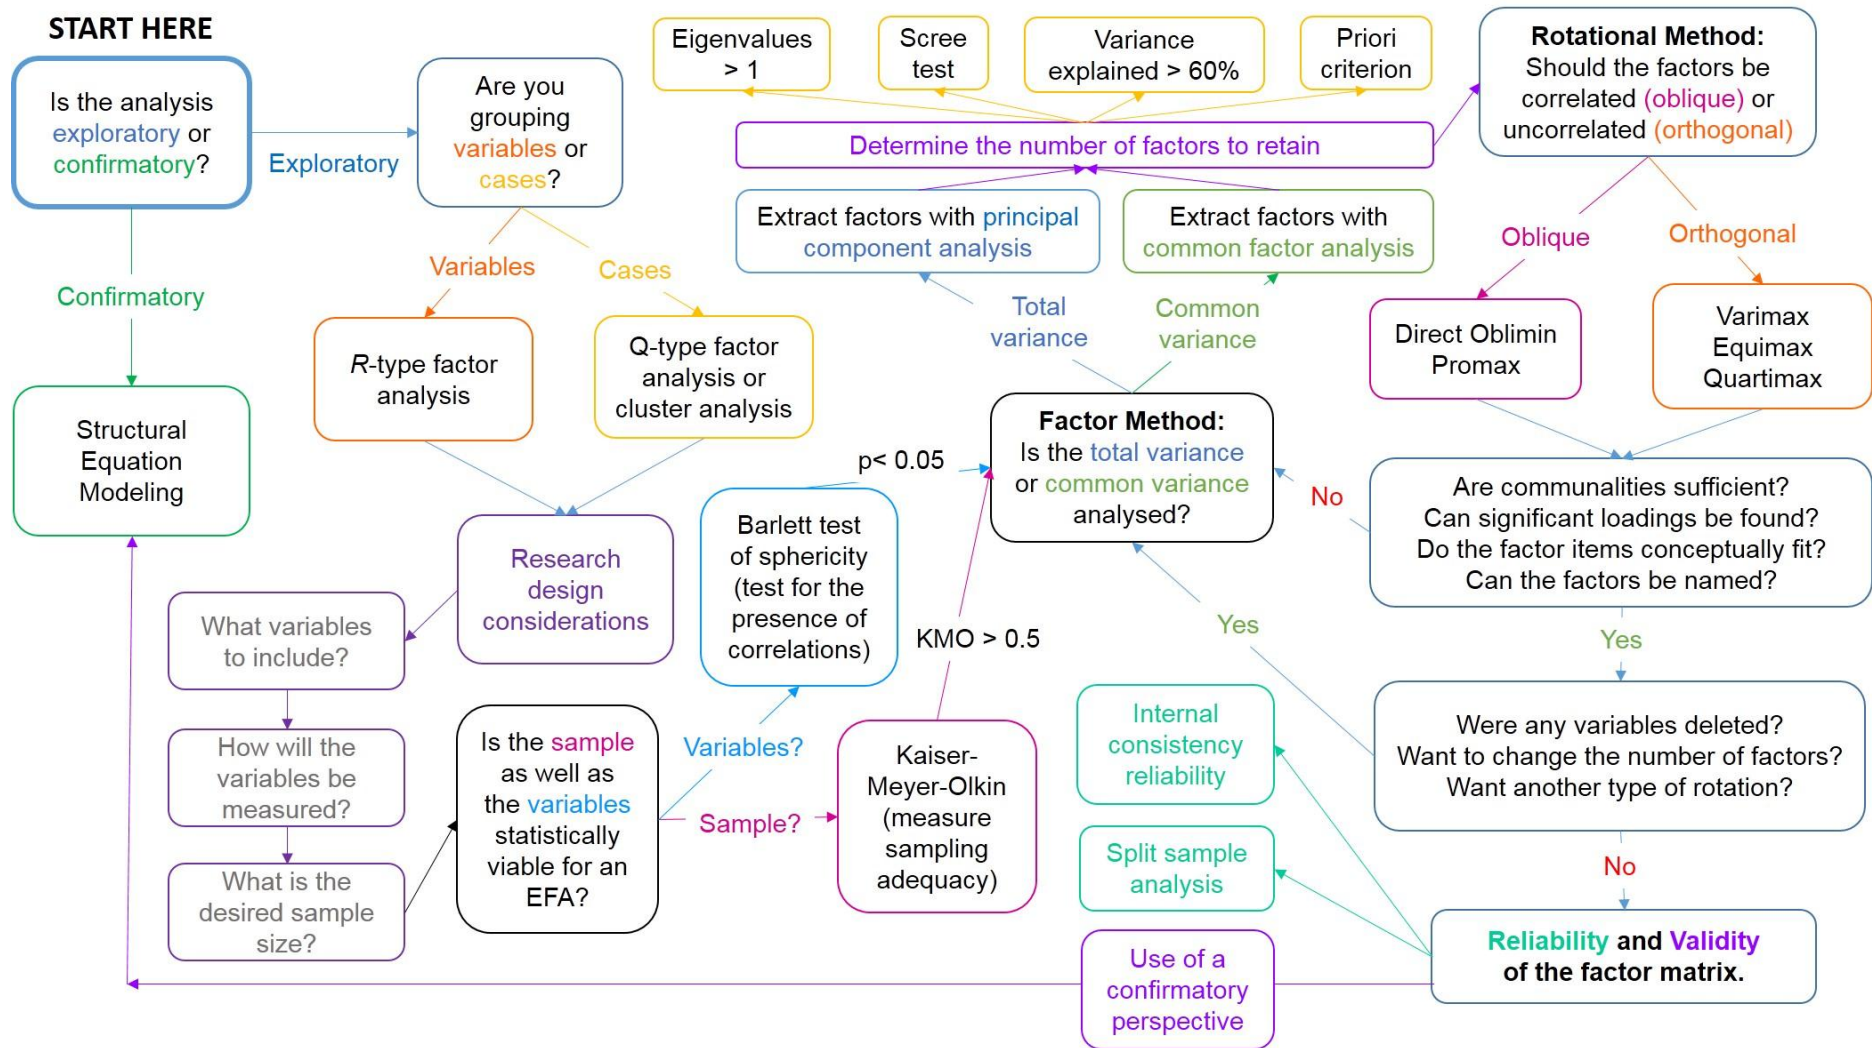 START HERE
Is the analysis
exploratory or
confirmatory?
Exploratory
Are you
grouping
variables or
cases?
Confirmatory
Structural
Equation
Modeling
Variables
Cases
R-type factor
analysis
Q-type factor
analysis or
cluster analysis
Research
design
considerations
What variables
to include?
How will the
variables be
measured?
What is the
desired sample
size?
Is the sample
as well as
the variables
statistically
viable for an
EFA?
Variables?
Sample?
Barlett test
of sphericity
(test for the
presence of
correlations)
p< 0.05
Kaiser-
Meyer-Olkin
(measure
sampling
adequacy)
KMO > 0.5
Factor Method:
Is the total variance
or common variance
analysed?
Total
variance
Common
variance
Extract factors with principal
component analysis
Extract factors with
common factor analysis
Determine the number of factors to retain
Eigenvalues
> 1
Scree
test
Variance
explained > 60%
Priori
criterion
Rotational Method:
Should the factors be
correlated (oblique) or
uncorrelated (orthogonal)
Oblique
Orthogonal
Direct Oblimin
Promax
Varimax
Equimax
Quartimax
Are communalities sufficient?
Can significant loadings be found?
Do the factor items conceptually fit?
Can the factors be named?
No
Yes
Were any variables deleted?
Want to change the number of factors?
Want another type of rotation?
Yes
No
Reliability and Validity
of the factor matrix.
Internal
consistency
reliability
Split sample
analysis
Use of a
confirmatory
perspective